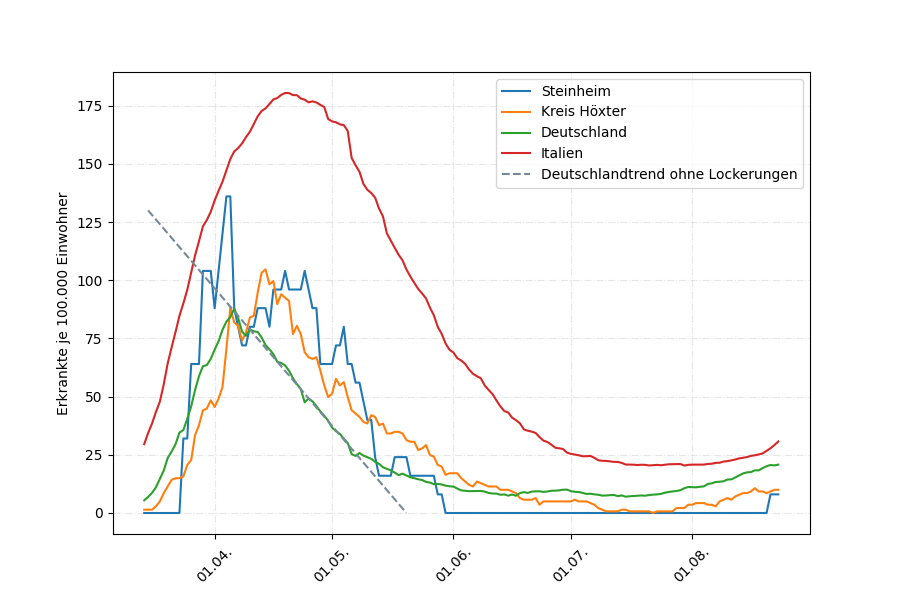 Erkrankte je 100.000 Einwohner
175
150
125
100
75
50
25
0
Steinheim
Kreis Höxter
Deutschland
Italien
Deutschlandtrend ohne Lockerungen
01.04.
01.05.
01.06.
01.07.
01.08.